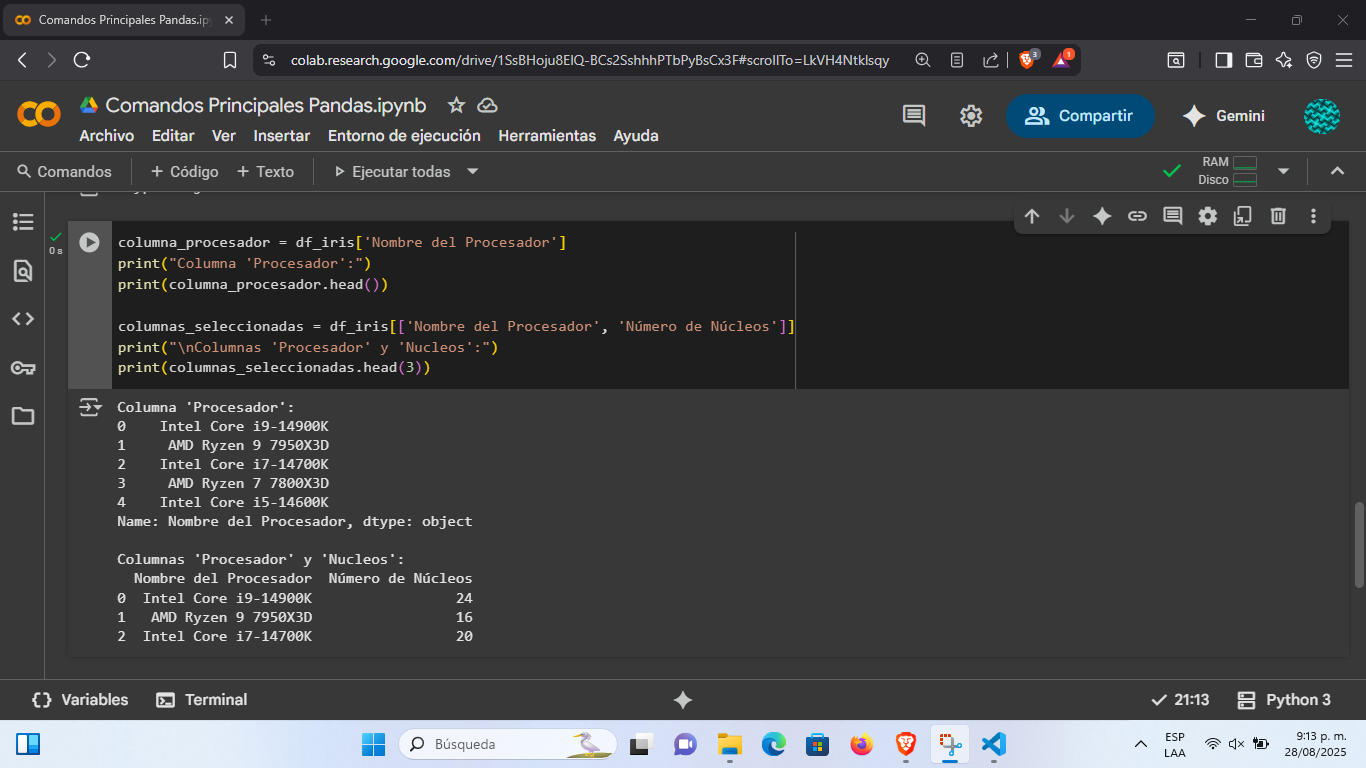 Comandos Principales Pandas.ip
colab.research.google.com/drive/1SsBHoju8ElQ-BCs2SshhhPTbPyBsCx3F#scrollTo=LkVH4Ntklsqy
3
1
Comandos Principales Pandas.ipynb
Archivo Editar Ver Insertar Entorno de ejecución Herramientas Ayuda
Compartir
Gemini
Comandos + Código + Texto Ejecutar todas
RAM
Disco
0 s
columna_procesador = df_iris['Nombre del Procesador']
print("Columna 'Procesador':")
print(columna_procesador.head())
columnas_seleccionadas = df_iris[['Nombre del Procesador', 'Número de Núcleos']]
print("\nColumnas 'Procesador' y 'Nucleos':")
print(columnas_seleccionadas.head(3))
Columna 'Procesador':
0    Intel Core i9-14900K
1     AMD Ryzen 9 7950X3D
2    Intel Core i7-14700K
3     AMD Ryzen 7 7800X3D
4    Intel Core i5-14600K
Name: Nombre del Procesador, dtype: object
Columnas 'Procesador' y 'Nucleos':
  Nombre del Procesador  Número de Núcleos
0  Intel Core i9-14900K                 24
1   AMD Ryzen 9 7950X3D                 16
2  Intel Core i7-14700K                 20
Variables Terminal
21:13 Python 3
Búsqueda
ESP
LAA
9:13 p. m.
28/08/2025